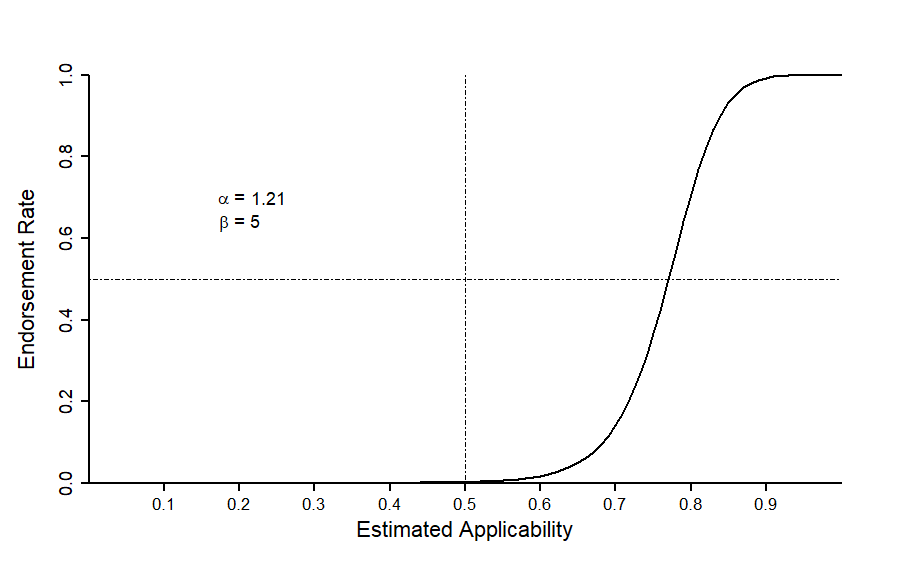 α = 1.21
β = 5
Endorsement Rate
0.0
0.2
0.4
0.6
0.8
1.0
0.1 0.2 0.3 0.4 0.5 0.6 0.7 0.8 0.9
Estimated Applicability